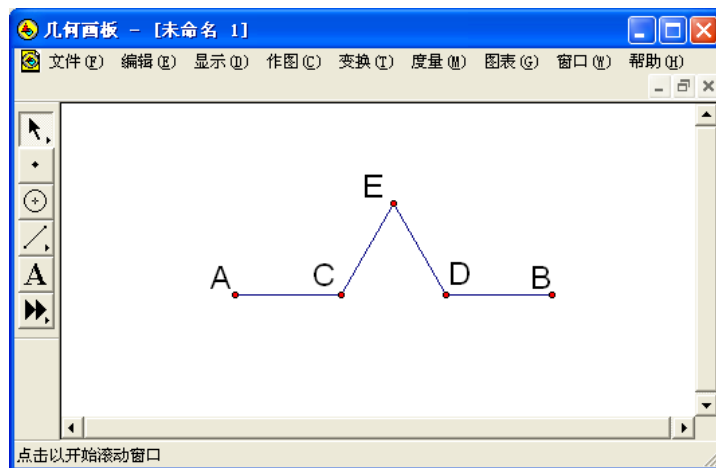 几何画板 - [未命名 1]
文件(F) 编辑(E) 显示(D) 作图(C) 变换(T) 度量(M) 图表(G) 窗口(W) 帮助(H)
E
A C D B
A
点击以开始滚动窗口